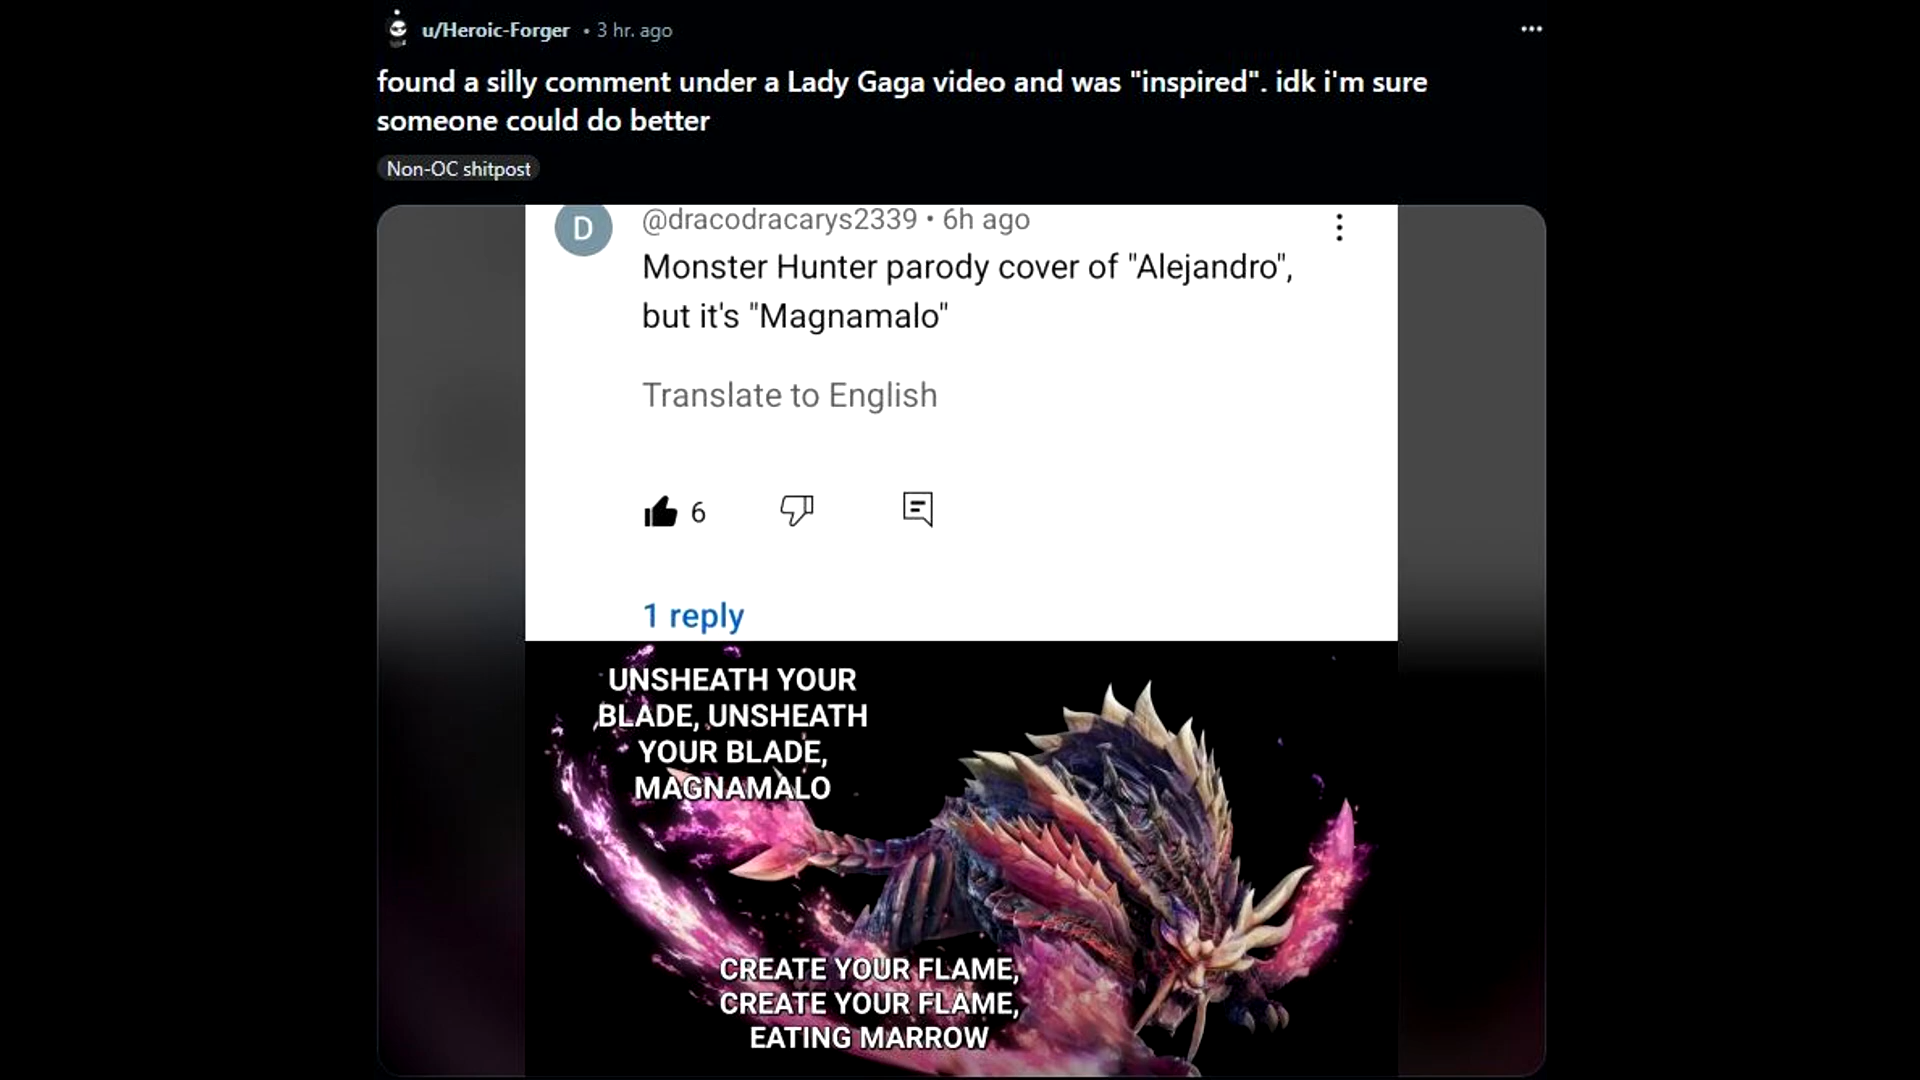 u/Heroic-Forger • 3 hr. ago
found a silly comment under a Lady Gaga video and was "inspired". idk i'm sure
someone could do better
Non-OC shitpost
D
@dracodracarys2339 • 6h ago
Monster Hunter parody cover of "Alejandro",
but it's "Magnamalo"
Translate to English
6
1 reply
UNSHEATH YOUR
BLADE, UNSHEATH
YOUR BLADE,
MAGNAMALO
CREATE YOUR FLAME,
CREATE YOUR FLAME,
EATING MARROW